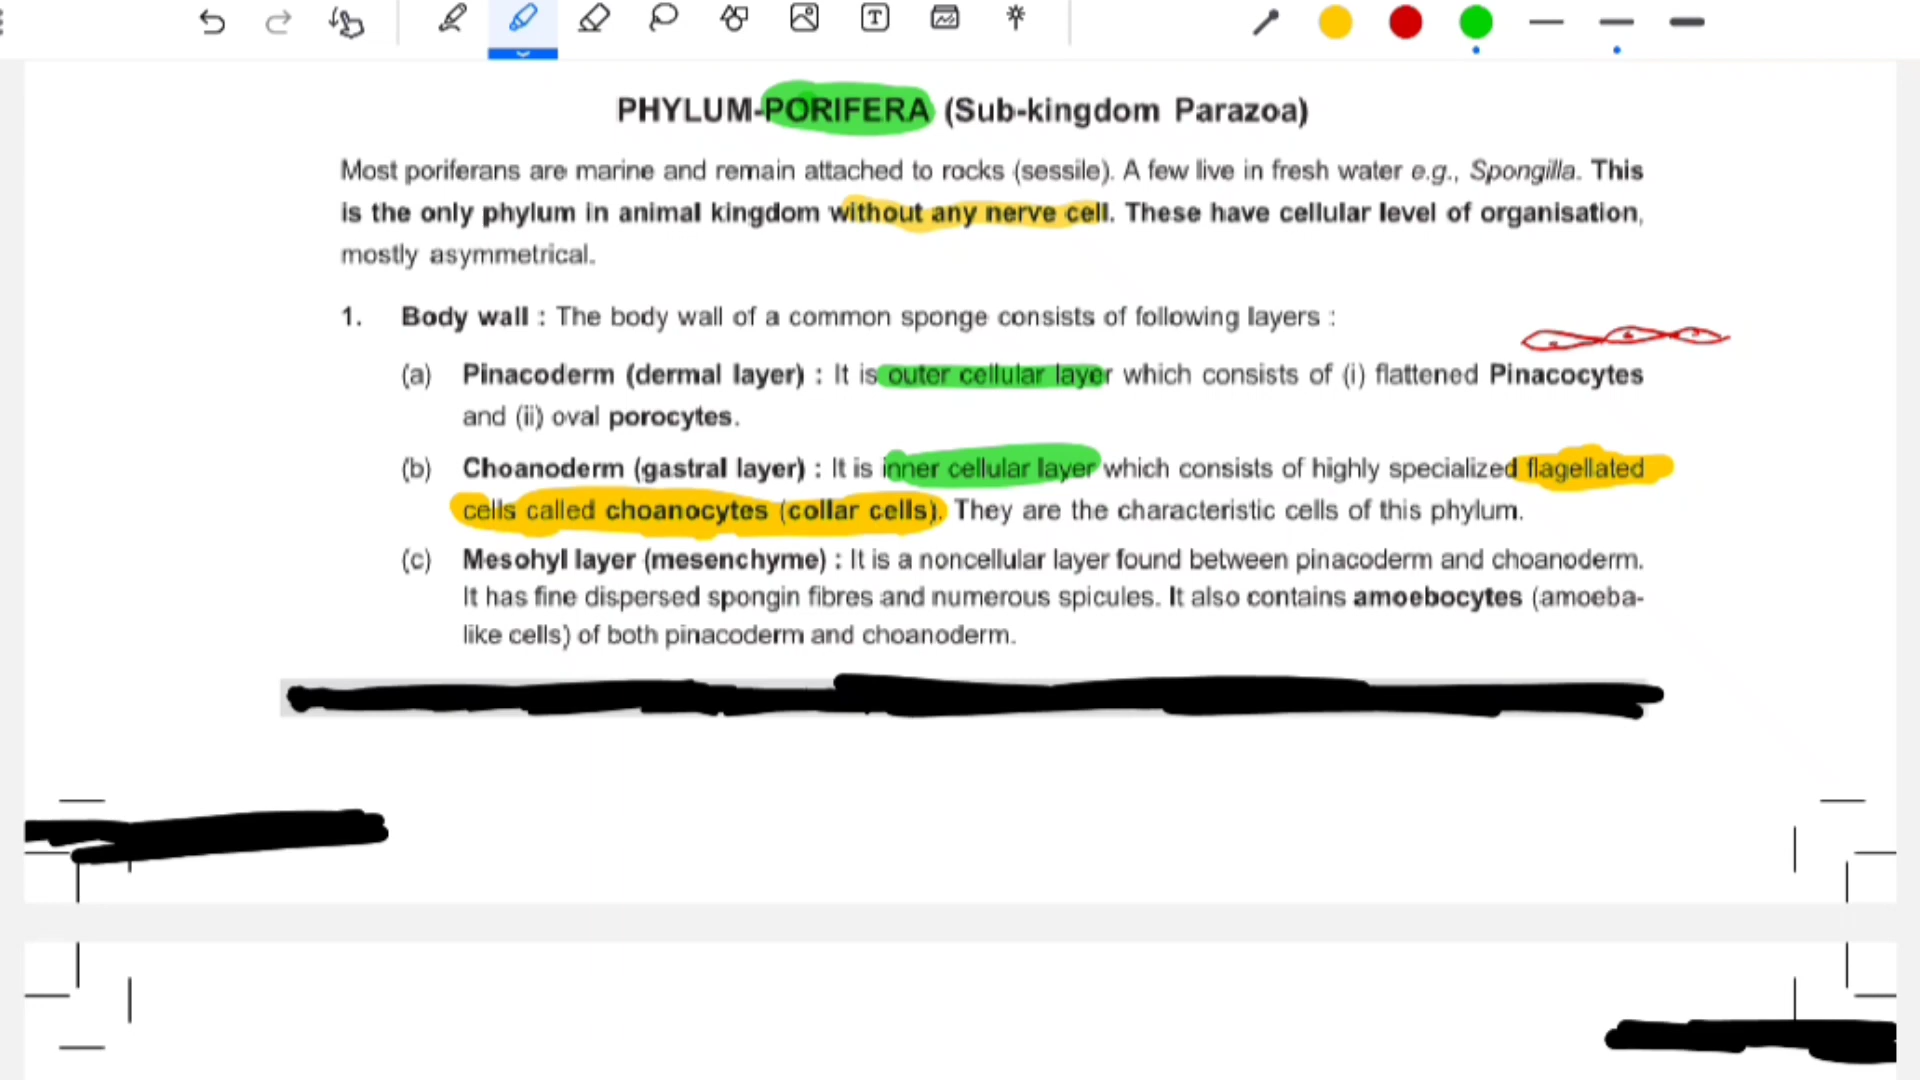 PHYLUM-PORIFERA (Sub-kingdom Parazoa)
Most poriferans are marine and remain attached to rocks (sessile). A few live in fresh water e.g., Spongilla. This
is the only phylum in animal kingdom without any nerve cell. These have cellular level of organisation,
mostly asymmetrical.
1. Body wall : The body wall of a common sponge consists of following layers :
(a) Pinacoderm (dermal layer) : It is outer cellular layer which consists of (i) flattened Pinacocytes
and (ii) oval porocytes.
(b) Choanoderm (gastral layer) : It is inner cellular layer which consists of highly specialized flagellated
cells called choanocytes (collar cells). They are the characteristic cells of this phylum.
(c) Mesohyl layer (mesenchyme) : It is a noncellular layer found between pinacoderm and choanoderm.
It has fine dispersed spongin fibres and numerous spicules. It also contains amoebocytes (amoeba-
like cells) of both pinacoderm and choanoderm.